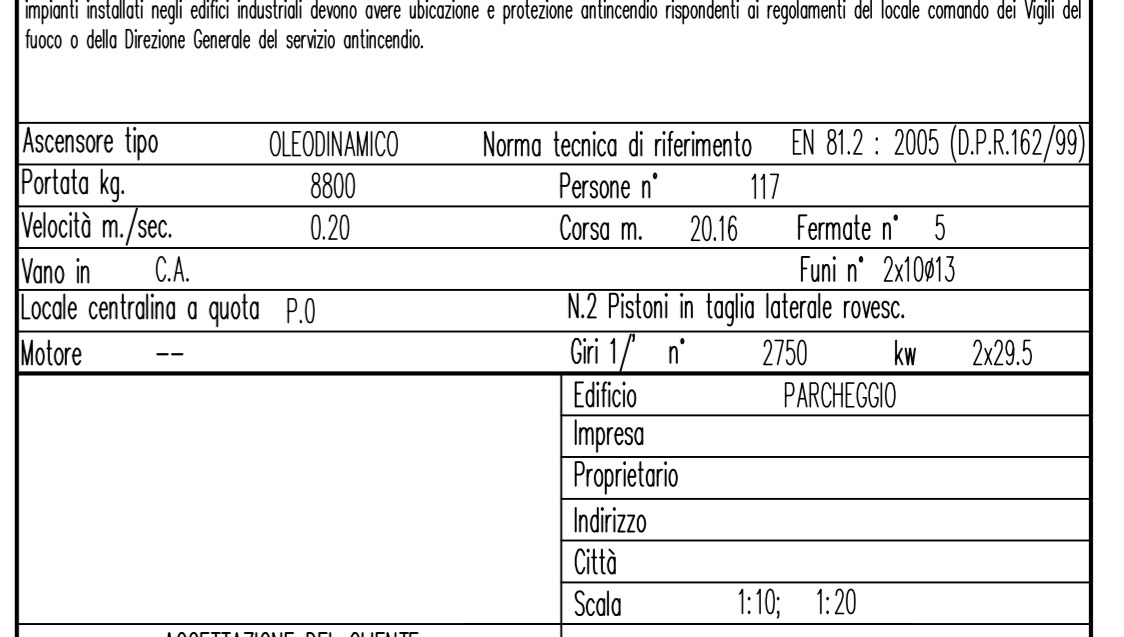 impianti installati negli edifici industriali devono avere ubicazione e protezione antincendio rispondenti ai regolamenti del locale comando dei Vigili del
fuoco o della Direzione Generale del servizio antincendio.
Ascensore tipo OLEODINAMICO Norma tecnica di riferimento EN 81.2 : 2005 (D.P.R.162/99)
Portata kg. 8800 Persone n° 117
Velocità m./sec. 0.20 Corsa m. 20.16 Fermate n° 5
Vano in C.A. Funi n° 2x10ø13
Locale centralina a quota P.0 N.2 Pistoni in taglia laterale rovesc.
Motore -- Giri 1/' n° 2750 kw 2x29.5
Edificio PARCHEGGIO
Impresa
Proprietario
Indirizzo
Città
Scala 1:10; 1:20
ACCETTAZIONE DEL CLIENTE